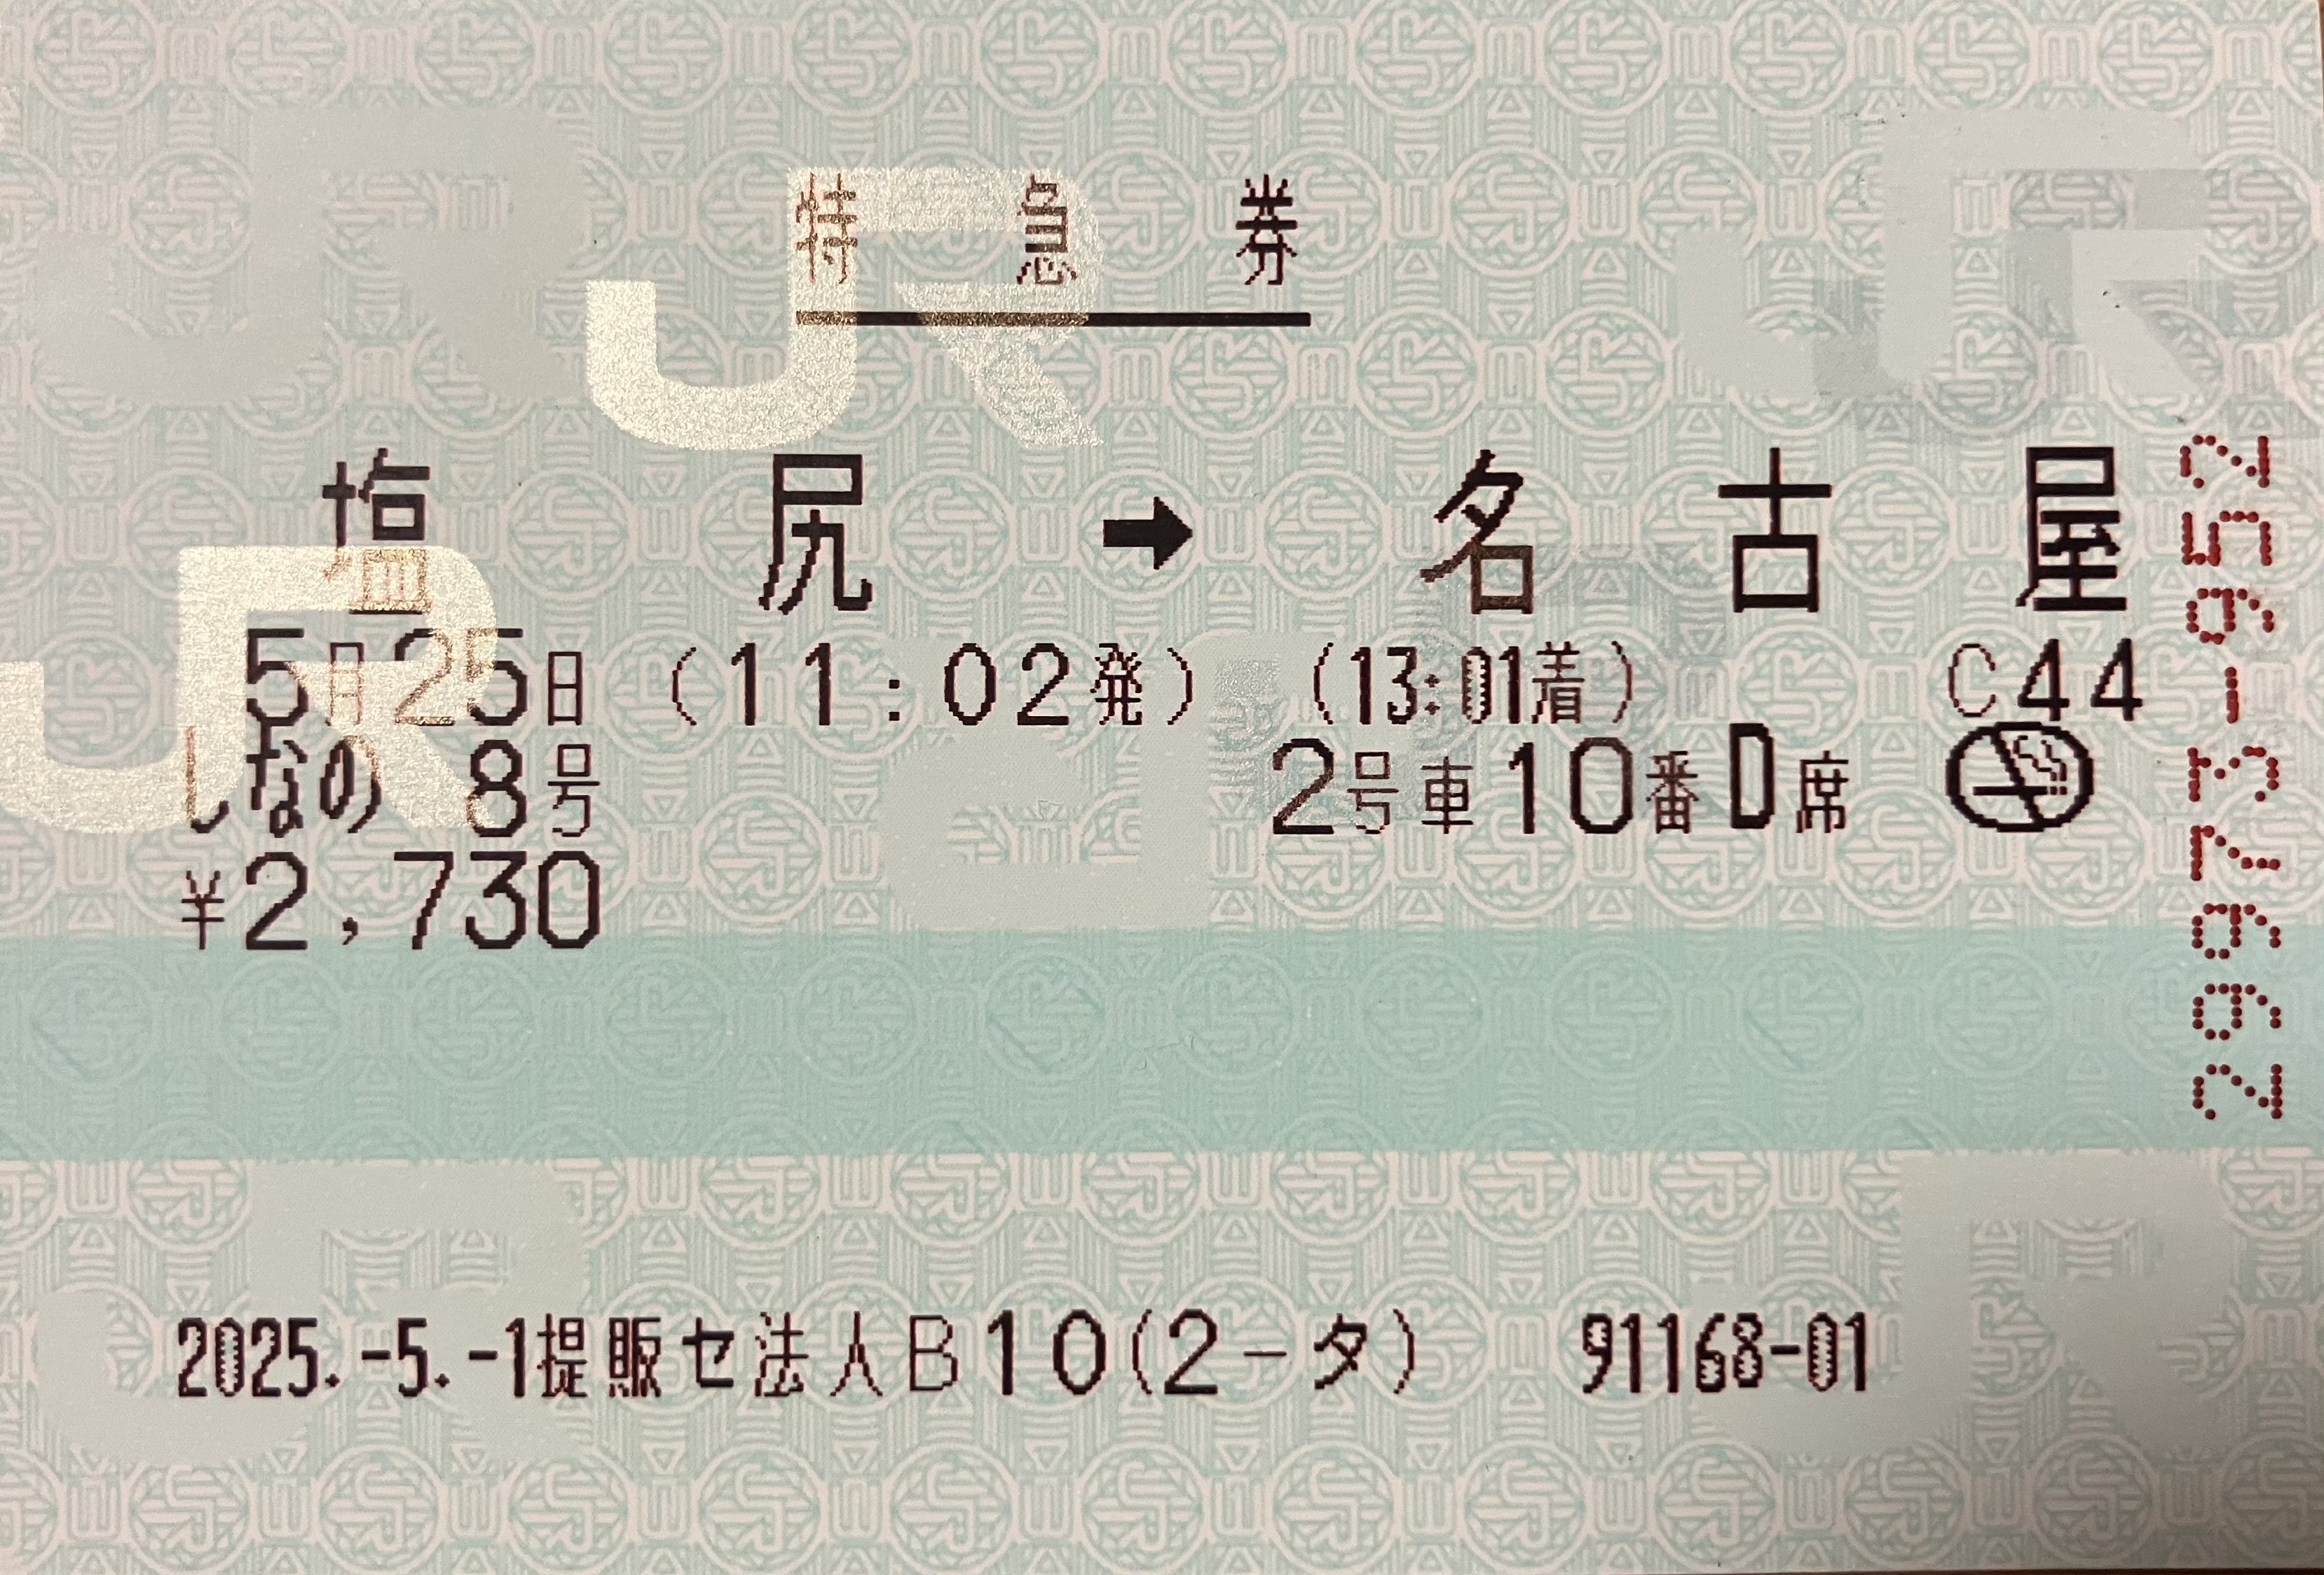 特急券
塩尻➡名古屋
5月25日 (11:02発) (13:01着) C44
しなの 8号 2号車10番D席
¥2,730
2025.-5.-1提販セ法人B10(2-タ) 91168-01
JR
JR